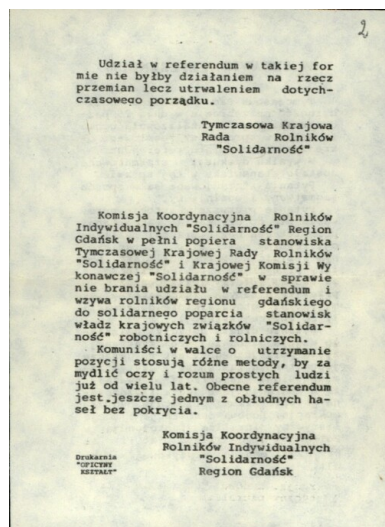 2
Udział w referendum w takiej for
mie nie byłby działaniem na rzecz
przemian lecz utrwaleniem dotych-
czasowego porządku.
Tymczasowa Krajowa
Rada Rolników
"Solidarność"
Komisja Koordynacyjna Rolników
Indywidualnych "Solidarność" Region
Gdańsk w pełni popiera stanowiska
Tymczasowej Krajowej Rady Rolników
"Solidarność" i Krajowej Komisji Wy
konawczej "Solidarność" w sprawie
nie brania udziału w referendum i
wzywa rolników regionu gdańskiego
do solidarnego poparcia stanowisk
władz krajowych związków "Solidar-
ność" robotniczych i rolniczych.
Komuniści w walce o utrzymanie
pozycji stosują różne metody, by za
mydlić oczy i rozum prostych ludzi
już od wielu lat. Obecne referendum
jest jeszcze jednym z obłudnych ha-
seł bez pokrycia.
Komisja Koordynacyjna
Rolników Indywidualnych
"Solidarność"
Region Gdańsk
Drukarnia
"OFICYNY
KSZTAŁT"